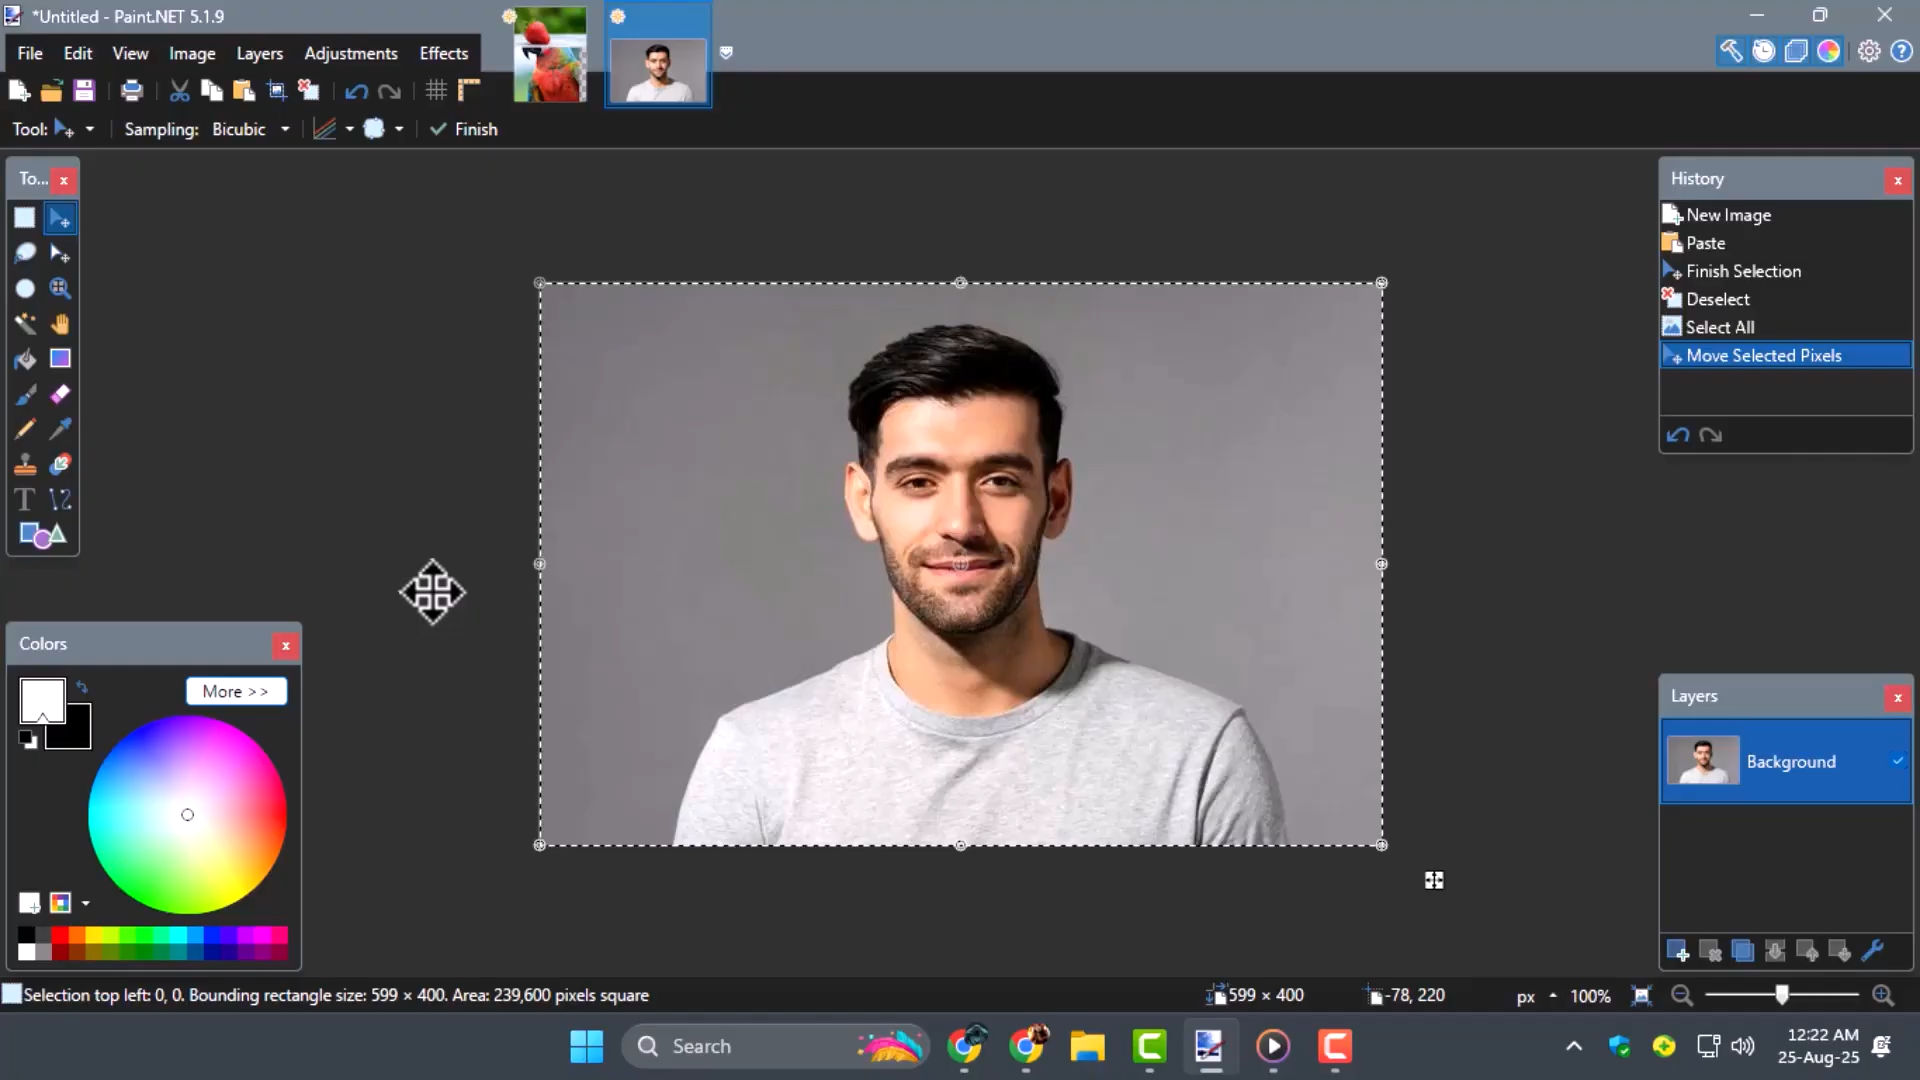 *Untitled - Paint.NET 5.1.9
File Edit View Image Layers Adjustments Effects
Tool: Sampling: Bicubic Finish
To...
T
Colors
More >>
History
New Image
Paste
Finish Selection
Deselect
Select All
Move Selected Pixels
Layers
Background
Selection top left: 0, 0. Bounding rectangle size: 599 × 400. Area: 239,600 pixels square
599 × 400
-78, 220
px
100%
Search
12:22 AM
25-Aug-25